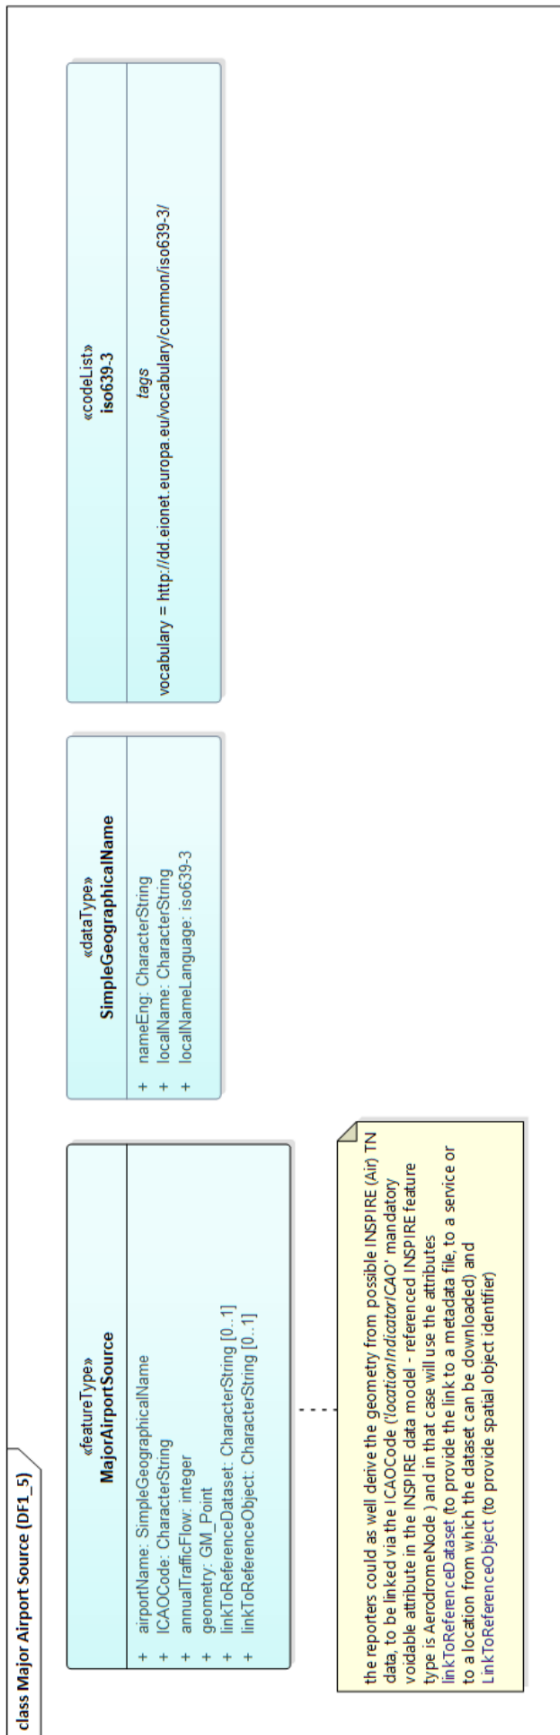 class Major Airport Source (DF1_5)
«featureType»
MajorAirportSource
+ airportName: SimpleGeographicalName
+ ICAOCode: CharacterString
+ annualTrafficFlow: integer
+ geometry: GM_Point
+ linkToReferenceDataset: CharacterString [0..1]
+ linkToReferenceObject: CharacterString [0..1]
«dataType»
SimpleGeographicalName
+ nameEng: CharacterString
+ localName: CharacterString
+ localNameLanguage: iso639-3
«codeList»
iso639-3
tags
vocabulary = http://dd.eionet.europa.eu/vocabulary/common/iso639-3/
the reporters could as well derive the geometry from possible INSPIRE (Air) TN
data, to be linked via the ICAOCode ('locationIndicatorICAO' mandatory
voidable attribute in the INSPIRE data model - referenced INSPIRE feature
type is AerodromeNode ) and in that case will use the attributes
linkToReferenceDataset (to provide the link to a metadata file, to a service or
to a location from which the dataset can be downloaded) and
LinkToReferenceObject (to provide spatial object identifier)